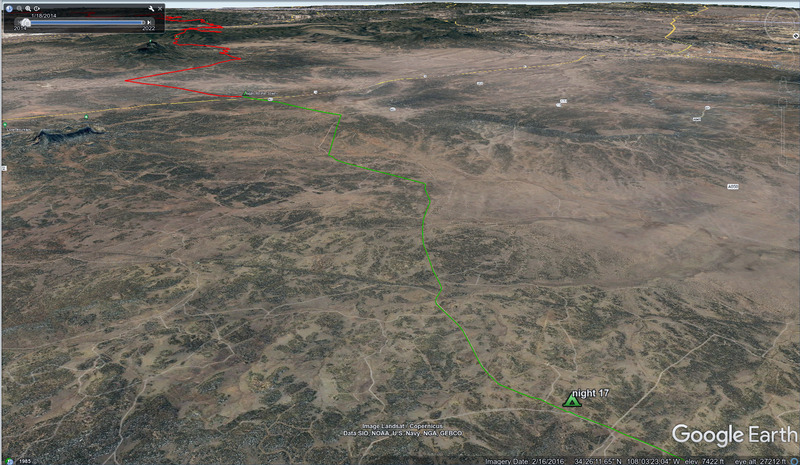 1/18/2014
2014
2022
A008
night 17
Image Landsat / Copernicus
Data SIO, NOAA, U.S. Navy, NGA, GEBCO
Google Earth
1985
Imagery Date: 2/16/2016 34°26'11.65" N 108°03'23.04" W elev 7422 ft eye alt 27212 ft